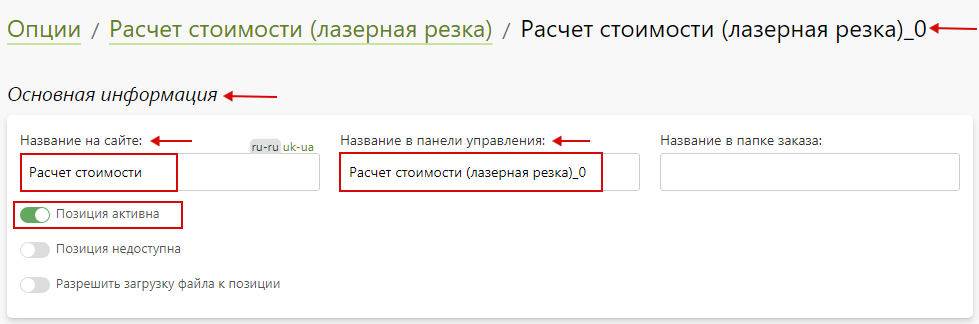 Опции / Расчет стоимости (лазерная резка) / Расчет стоимости (лазерная резка)_0
Основная информация
Название на сайте: ru-ru uk-ua Название в панели управления: Название в папке заказа:
Расчет стоимости Расчет стоимости (лазерная резка)_0
Позиция активна
Позиция недоступна
Разрешить загрузку файла к позиции